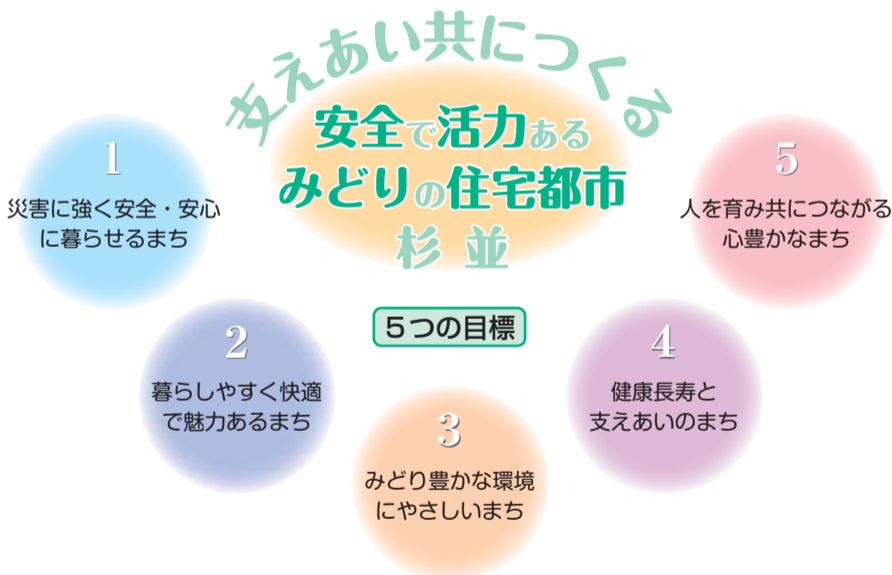 支えあい共につくる
安全で活力ある
みどりの住宅都市
杉並
5つの目標
1
災害に強く安全・安心
に暮らせるまち
2
暮らしやすく快適
で魅力あるまち
3
みどり豊かな環境
にやさしいまち
4
健康長寿と
支えあいのまち
5
人を育み共につながる
心豊かなまち